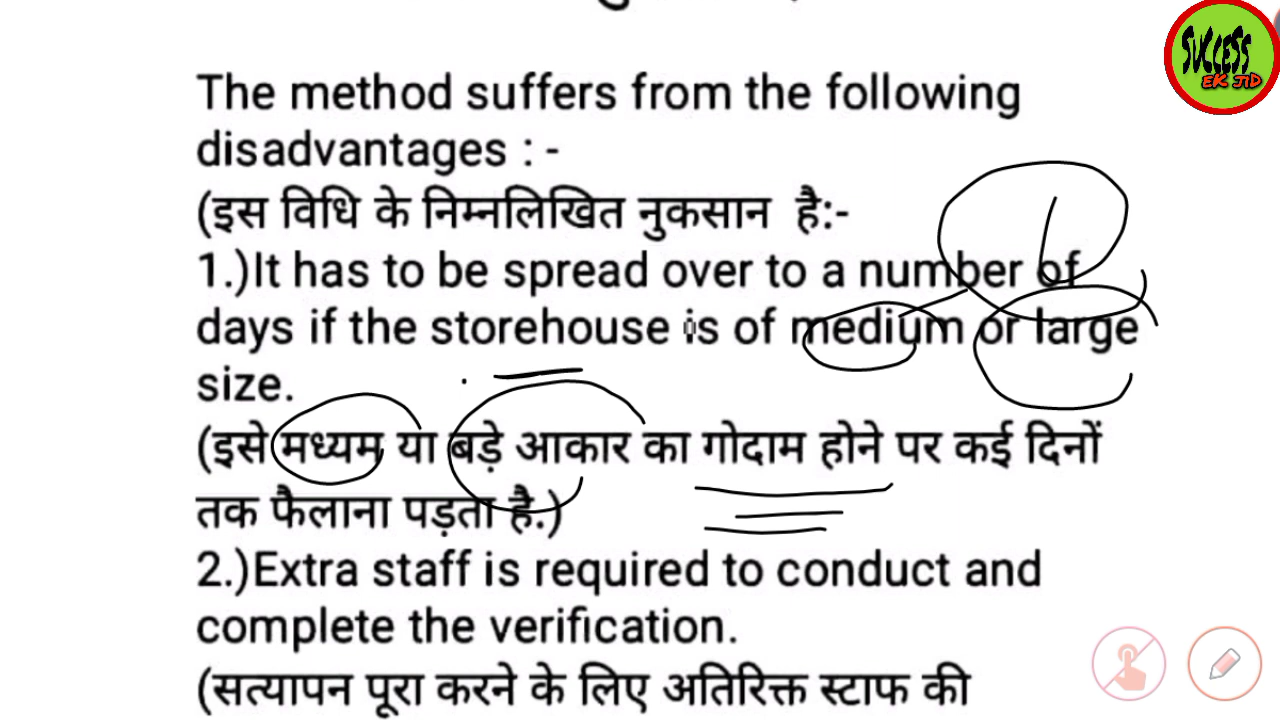 The method suffers from the following
disadvantages : -
(इस विधि के निम्नलिखित नुकसान है:-
1.)It has to be spread over to a number of
days if the storehouse is of medium or large
size.
(इसे मध्यम या बड़े आकार का गोदाम होने पर कई दिनों
तक फैलाना पड़ता है.)
2.)Extra staff is required to conduct and
complete the verification.
(सत्यापन पूरा करने के लिए अतिरिक्त स्टाफ की
SUCCESS
EK JID